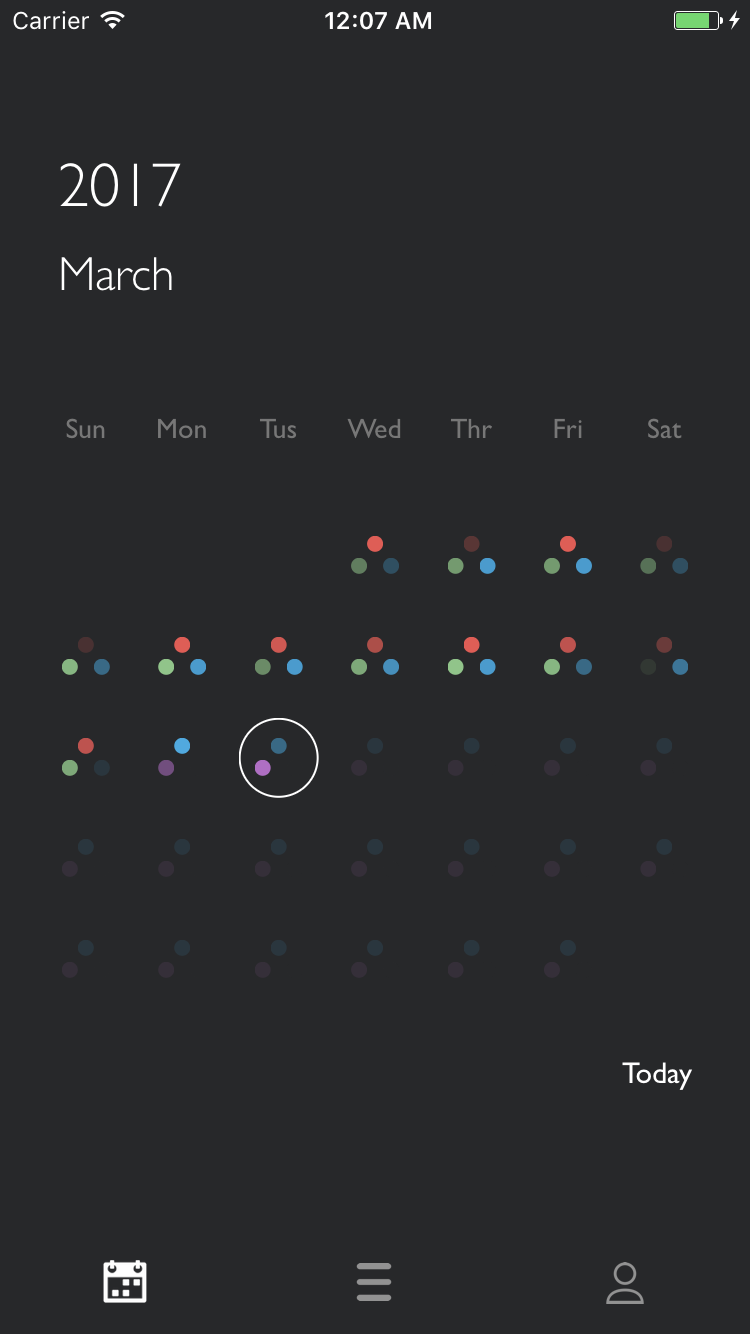 Carrier 12:07 AM
2017
March
Sun Mon Tus Wed Thr Fri Sat
Today